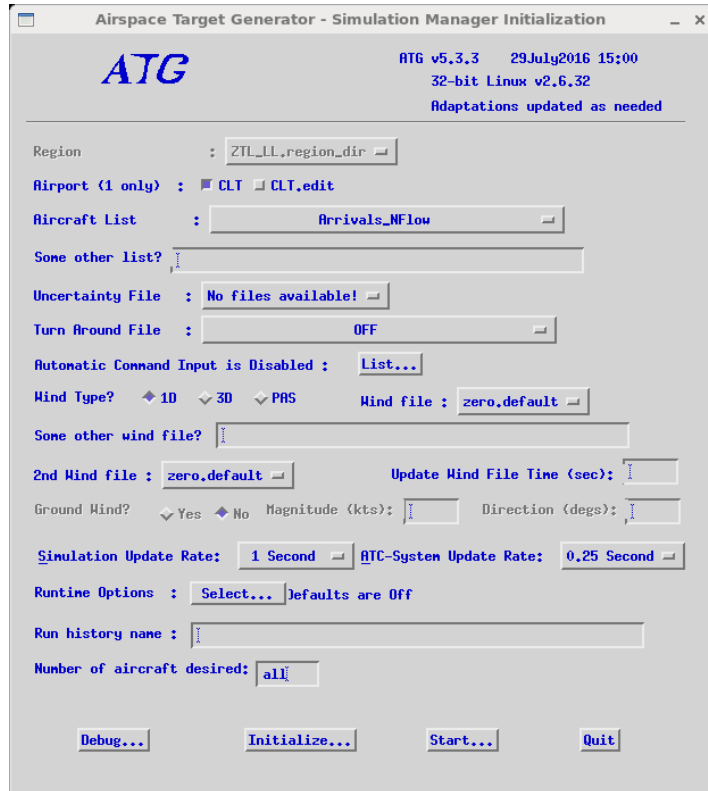 Airspace Target Generator - Simulation Manager Initialization
ATG
ATG v5.3.3 29July2016 15:00
32-bit Linux v2.6.32
Adaptations updated as needed
Region : ZTL_LL.region_dir
Airport (1 only) : CLT CLT.edit
Aircraft List : Arrivals_NFlow
Some other list?
Uncertainty File : No files available!
Turn Around File : OFF
Automatic Command Input is Disabled : List...
Wind Type? 1D 3D PAS Wind file : zero.default
Some other wind file?
2nd Wind file : zero.default Update Wind File Time (sec):
Ground Wind? Yes No Magnitude (kts): Direction (degs):
Simulation Update Rate: 1 Second ATC-System Update Rate: 0.25 Second
Runtime Options : Select... Defaults are Off
Run history name :
Number of aircraft desired: all
Debug... Initialize... Start... Quit